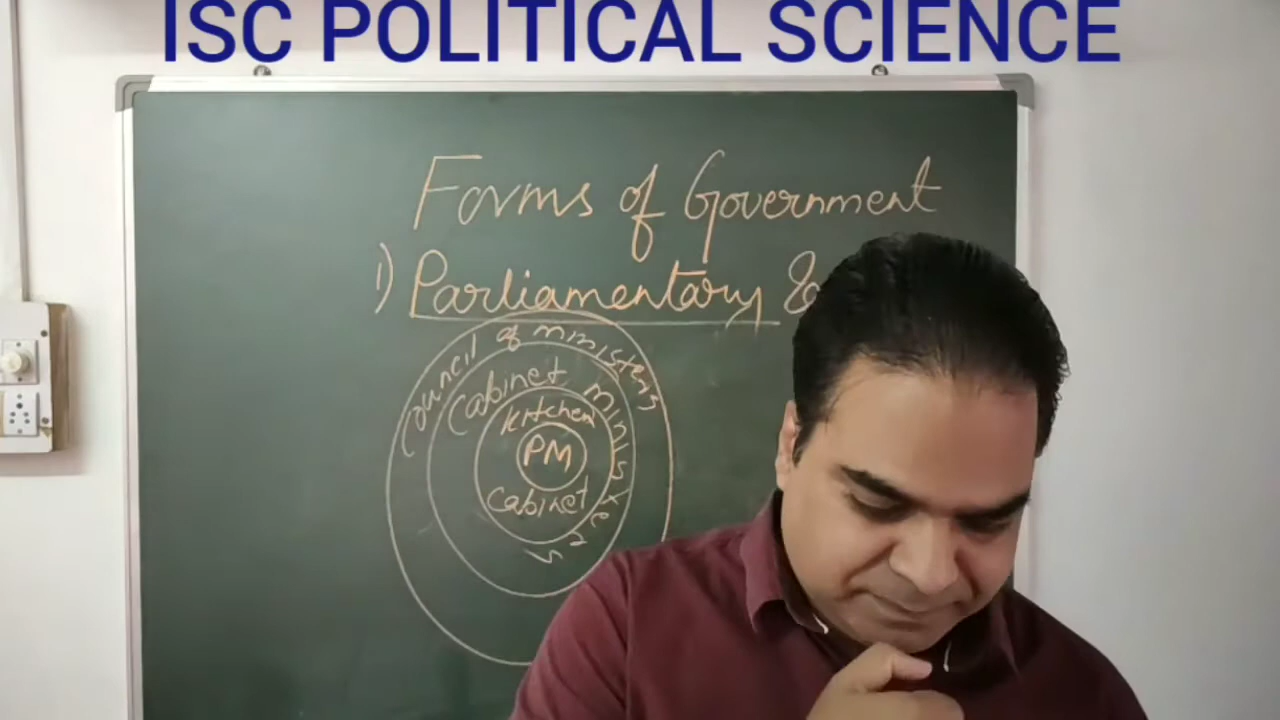 ISC POLITICAL SCIENCE
Forms of Government
1) Parliamentary &
Council of ministers
Cabinet ministers
Kitchen
PM
Cabinet